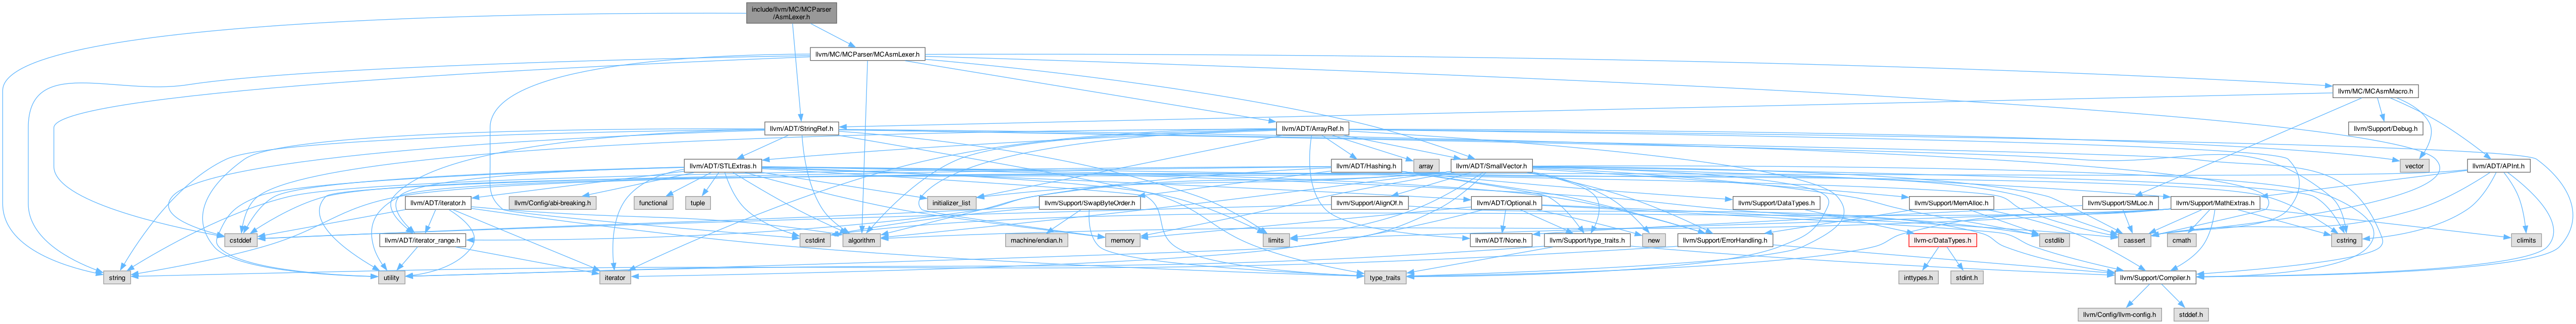 include/llvm/MC/MCParser
/AsmLexer.h
llvm/MC/MCParser/MCAsmLexer.h
llvm/MC/MCAsmMacro.h
llvm/ADT/StringRef.h
llvm/ADT/ArrayRef.h
llvm/Support/Debug.h
llvm/ADT/STLExtras.h
llvm/ADT/Hashing.h
array
llvm/ADT/SmallVector.h
vector
llvm/ADT/APInt.h
llvm/ADT/iterator.h
llvm/Config/abi-breaking.h
functional
tuple
initializer_list
llvm/Support/SwapByteOrder.h
llvm/Support/AlignOf.h
llvm/ADT/Optional.h
llvm/Support/DataTypes.h
llvm/Support/MemAlloc.h
llvm/Support/SMLoc.h
llvm/Support/MathExtras.h
cstddef
llvm/ADT/iterator_range.h
cstdint
algorithm
machine/endian.h
memory
limits
llvm/ADT/None.h
llvm/Support/type_traits.h
new
llvm/Support/ErrorHandling.h
llvm-c/DataTypes.h
cstdlib
cassert
cmath
cstring
climits
string
utility
iterator
type_traits
inttypes.h
stdint.h
llvm/Support/Compiler.h
llvm/Config/llvm-config.h
stddef.h